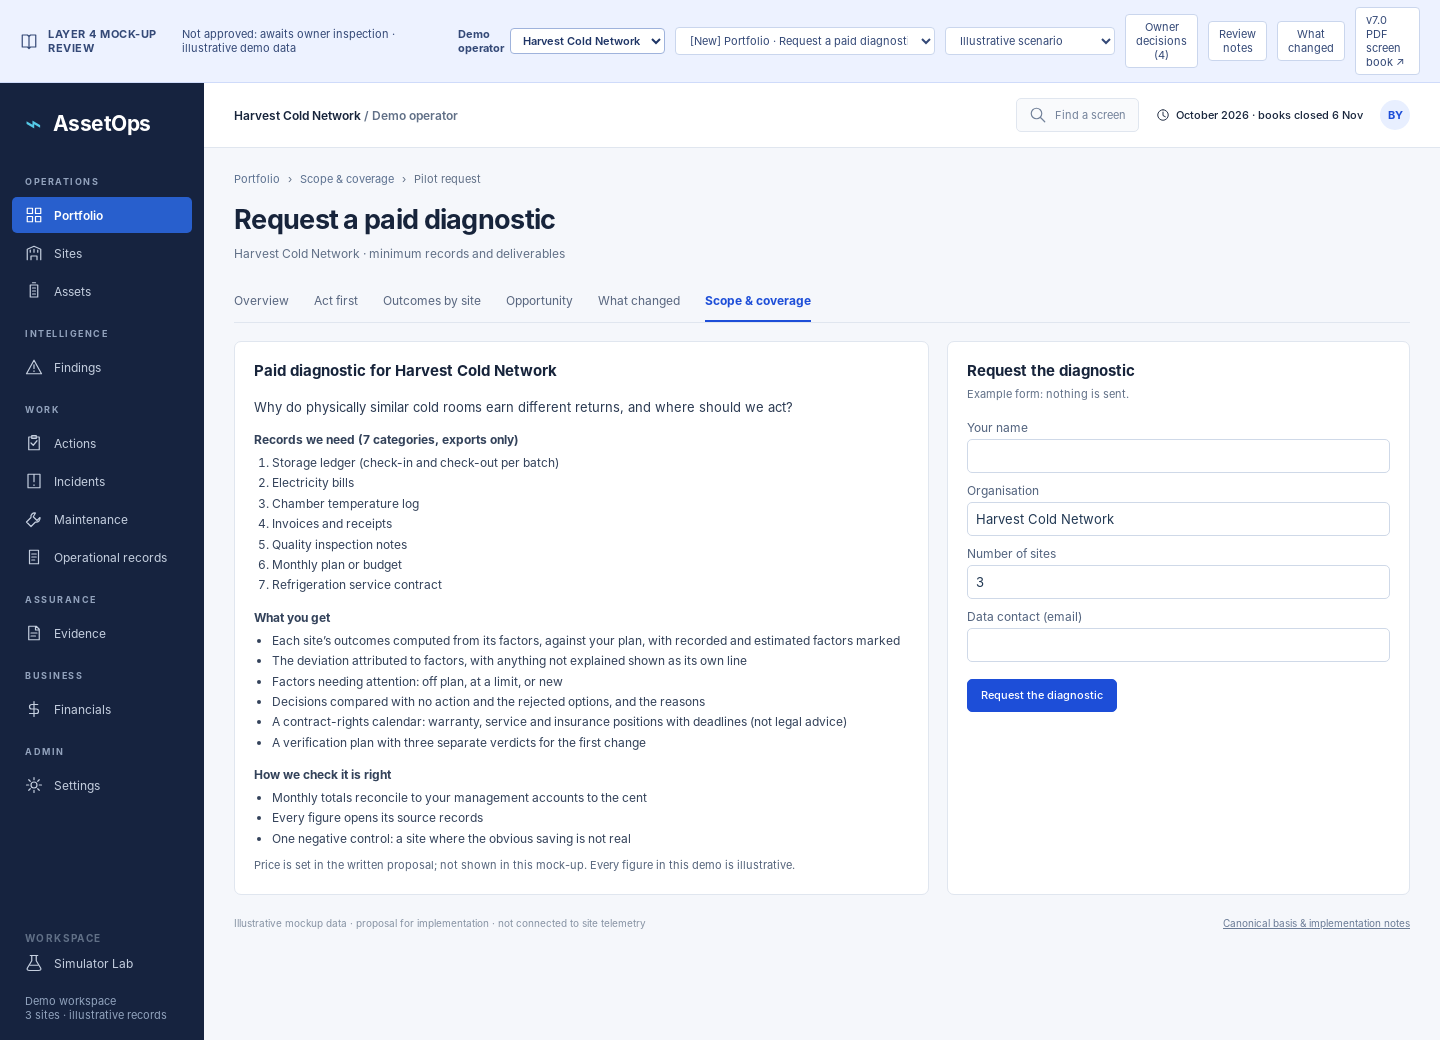 LAYER 4 MOCK-UP
REVIEW
Not approved: awaits owner inspection ·
illustrative demo data
Demo
operator
Harvest Cold Network
[New] Portfolio · Request a paid diagnosti
Illustrative scenario
Owner
decisions
(4)
Review
notes
What
changed
v7.0
PDF
screen
book ↗
AssetOps
OPERATIONS
Portfolio
Sites
Assets
INTELLIGENCE
Findings
WORK
Actions
Incidents
Maintenance
Operational records
ASSURANCE
Evidence
BUSINESS
Financials
ADMIN
Settings
WORKSPACE
Simulator Lab
Demo workspace
3 sites · illustrative records
Harvest Cold Network / Demo operator
Find a screen
October 2026 · books closed 6 Nov
BY
Portfolio › Scope & coverage › Pilot request
Request a paid diagnostic
Harvest Cold Network · minimum records and deliverables
Overview
Act first
Outcomes by site
Opportunity
What changed
Scope & coverage
Paid diagnostic for Harvest Cold Network
Why do physically similar cold rooms earn different returns, and where should we act?
Records we need (7 categories, exports only)
1. Storage ledger (check-in and check-out per batch)
2. Electricity bills
3. Chamber temperature log
4. Invoices and receipts
5. Quality inspection notes
6. Monthly plan or budget
7. Refrigeration service contract
What you get
• Each site's outcomes computed from its factors, against your plan, with recorded and estimated factors marked
• The deviation attributed to factors, with anything not explained shown as its own line
• Factors needing attention: off plan, at a limit, or new
• Decisions compared with no action and the rejected options, and the reasons
• A contract-rights calendar: warranty, service and insurance positions with deadlines (not legal advice)
• A verification plan with three separate verdicts for the first change
How we check it is right
• Monthly totals reconcile to your management accounts to the cent
• Every figure opens its source records
• One negative control: a site where the obvious saving is not real
Price is set in the written proposal; not shown in this mock-up. Every figure in this demo is illustrative.
Request the diagnostic
Example form: nothing is sent.
Your name
Organisation
Harvest Cold Network
Number of sites
3
Data contact (email)
Request the diagnostic
Illustrative mockup data · proposal for implementation · not connected to site telemetry
Canonical basis & implementation notes